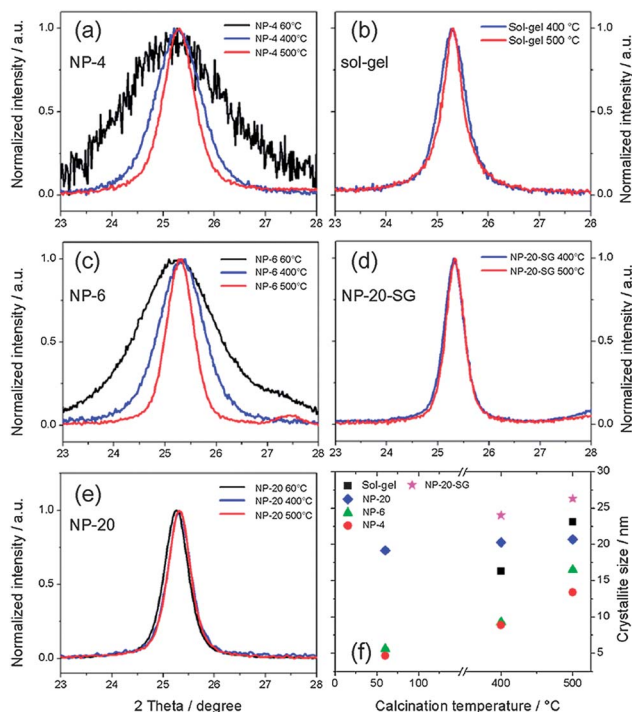 (a)
NP-4
NP-4 60°C
NP-4 400°C
NP-4 500°C
Normalized intensity / a.u.
1.0
0.5
0.0
23 24 25 26 27 28
(b)
sol-gel
Sol-gel 400 °C
Sol-gel 500 °C
Normalized intensity / a.u.
1.0
0.5
0.0
23 24 25 26 27 28
(c)
NP-6
NP-6 60°C
NP-6 400°C
NP-6 500°C
Normalized intensity / a.u.
1.0
0.5
0.0
23 24 25 26 27 28
(d)
NP-20-SG
NP-20-SG 400°C
NP-20-SG 500°C
Normalized intensity / a.u.
1.0
0.5
0.0
23 24 25 26 27 28
(e)
NP-20
NP-20 60°C
NP-20 400°C
NP-20 500°C
Normalized intensity / a.u.
1.0
0.5
0.0
23 24 25 26 27 28
2 Theta / degree
Sol-gel NP-20-SG
NP-20
NP-6
NP-4
(f)
Crystallite size / nm
30
25
20
15
10
5
0 50 100 400 500
Calcination temperature / °C